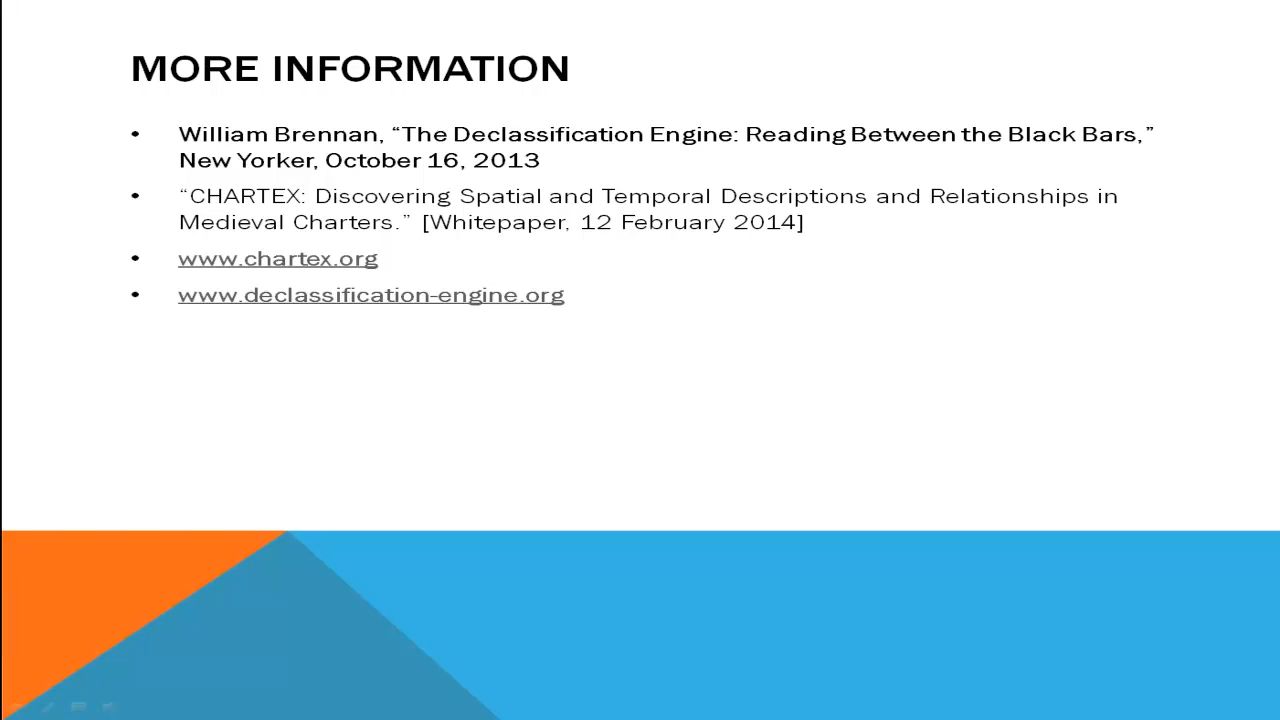 MORE INFORMATION
• William Brennan, “The Declassification Engine: Reading Between the Black Bars,”
New Yorker, October 16, 2013
• “CHARTEX: Discovering Spatial and Temporal Descriptions and Relationships in
Medieval Charters.” [Whitepaper, 12 February 2014]
• www.chartex.org
• www.declassification-engine.org